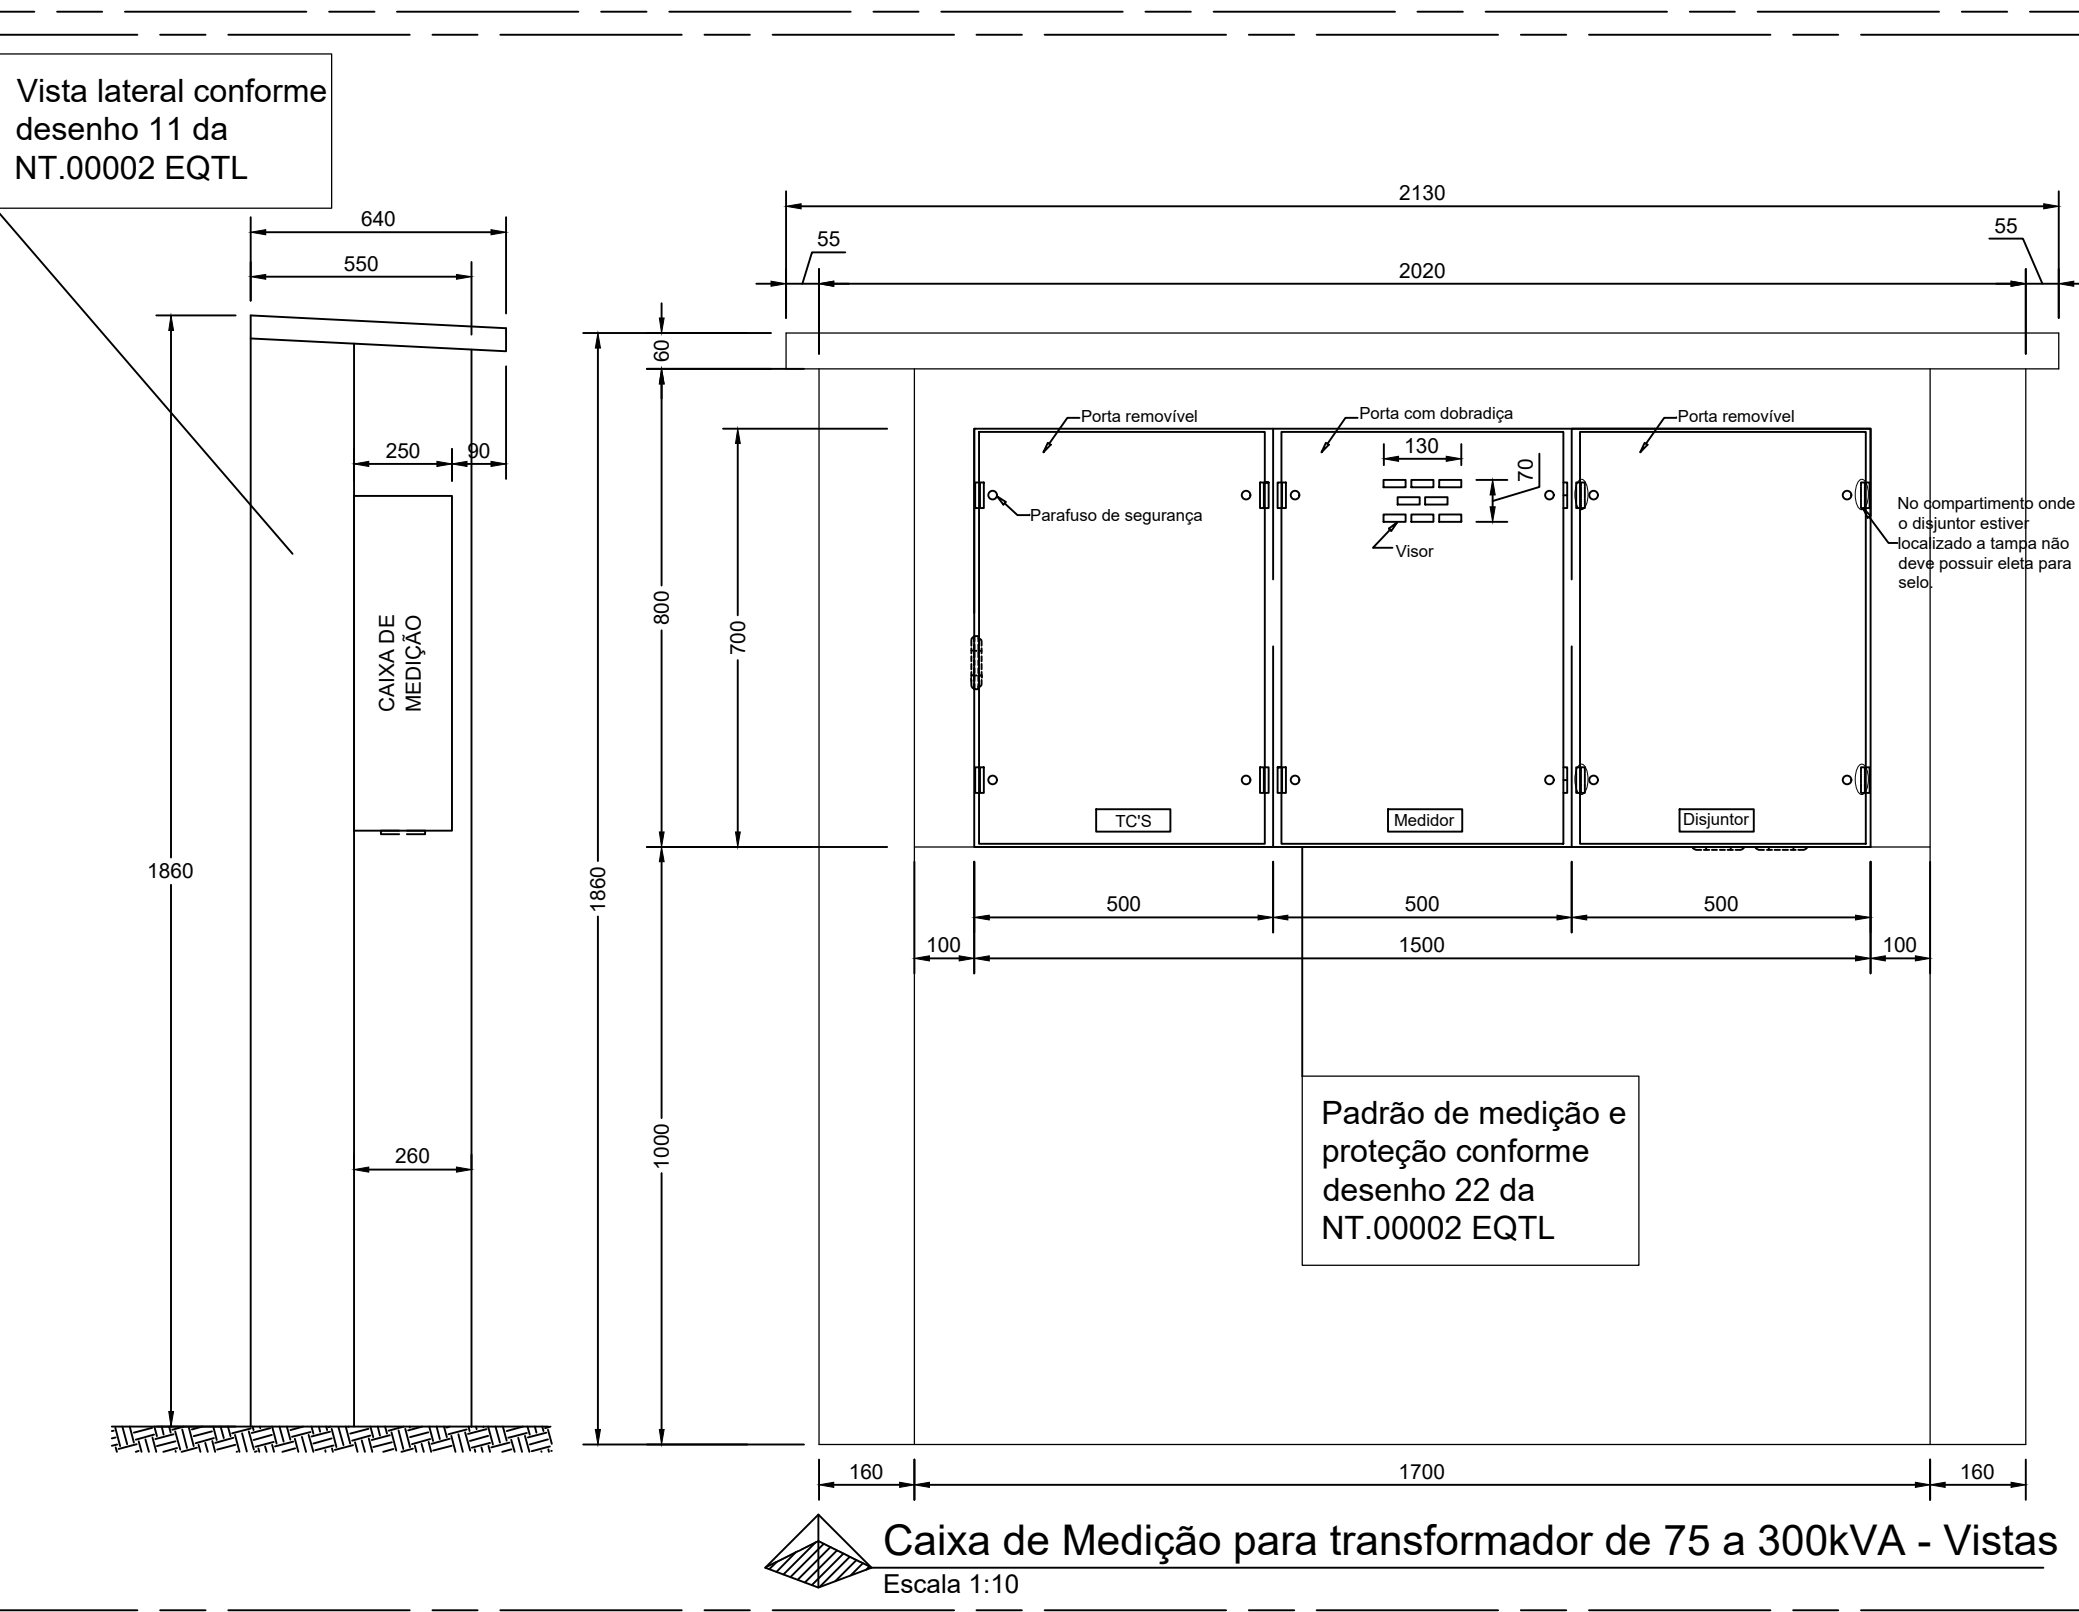 Vista lateral conforme
desenho 11 da
NT.00002 EQTL
640
550
250
90
CAIXA DE
MEDIÇÃO
1860
260
2130
55
55
2020
60
800
700
1860
1000
Porta removível
Porta com dobradiça
Porta removível
130
70
Parafuso de segurança
Visor
No compartimento onde
o disjuntor estiver
localizado a tampa não
deve possuir eleta para
selo.
TC'S
Medidor
Disjuntor
500
500
500
100
1500
100
Padrão de medição e
proteção conforme
desenho 22 da
NT.00002 EQTL
160
1700
160
Caixa de Medição para transformador de 75 a 300kVA - Vistas
Escala 1:10